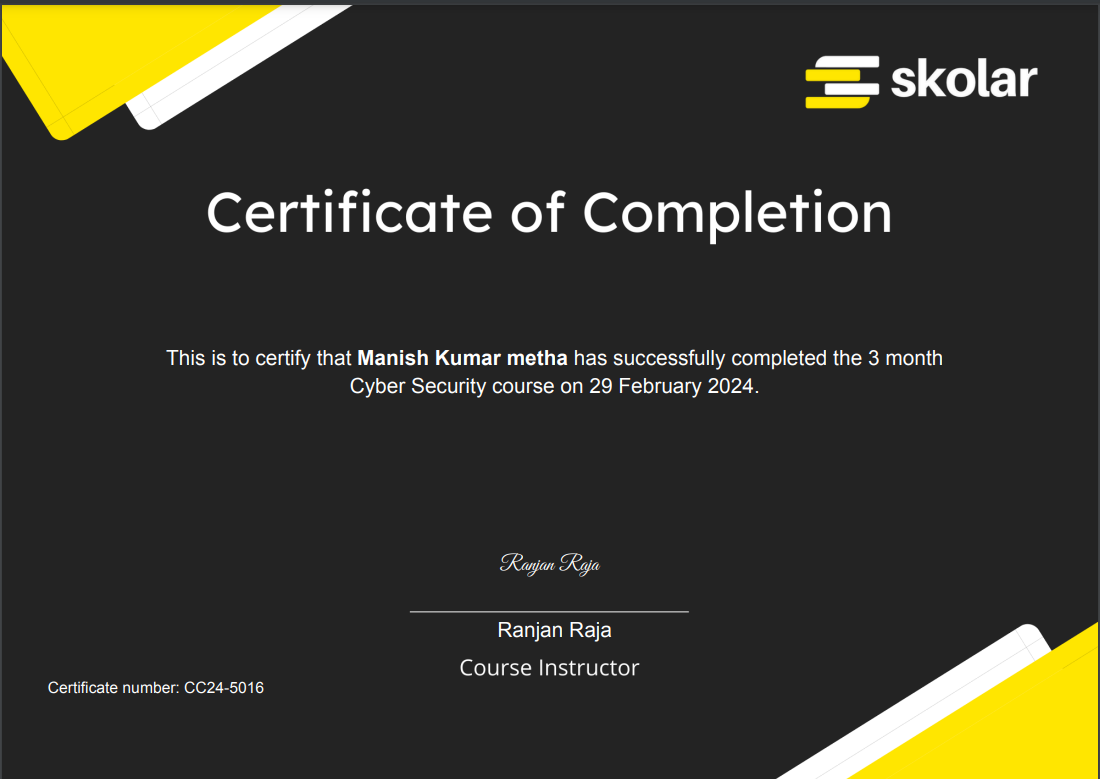 skolar
Certificate of Completion
This is to certify that Manish Kumar metha has successfully completed the 3 month
Cyber Security course on 29 February 2024.
Ranjan Raja
Ranjan Raja
Course Instructor
Certificate number: CC24-5016